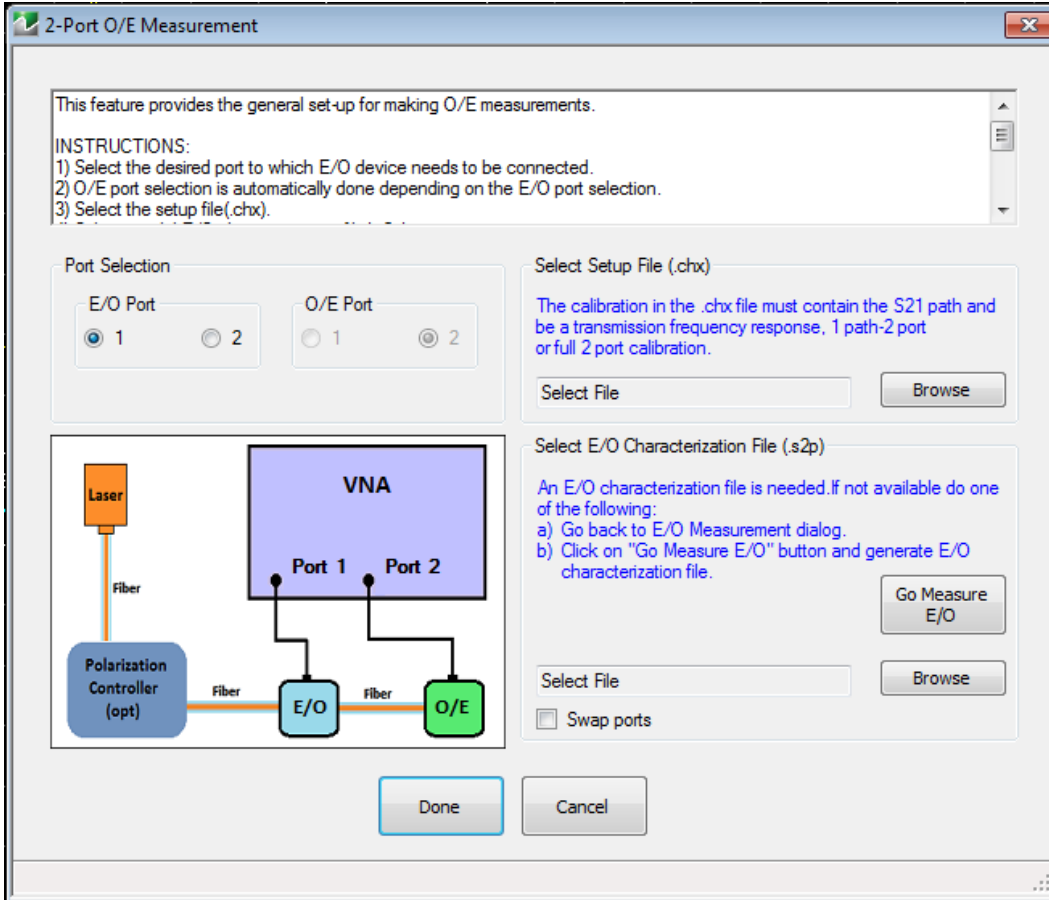 2-Port O/E Measurement
This feature provides the general set-up for making O/E measurements.
INSTRUCTIONS:
1) Select the desired port to which E/O device needs to be connected.
2) O/E port selection is automatically done depending on the E/O port selection.
3) Select the setup file(.chx).
Port Selection
E/O Port
1
2
O/E Port
1
2
Select Setup File (.chx)
The calibration in the .chx file must contain the S21 path and
be a transmission frequency response, 1 path-2 port
or full 2 port calibration.
Select File
Browse
Laser
Fiber
Polarization
Controller
(opt)
Fiber
VNA
Port 1
Port 2
E/O
Fiber
O/E
Select E/O Characterization File (.s2p)
An E/O characterization file is needed.If not available do one
of the following:
a) Go back to E/O Measurement dialog.
b) Click on "Go Measure E/O" button and generate E/O
characterization file.
Go Measure
E/O
Select File
Browse
Swap ports
Done
Cancel